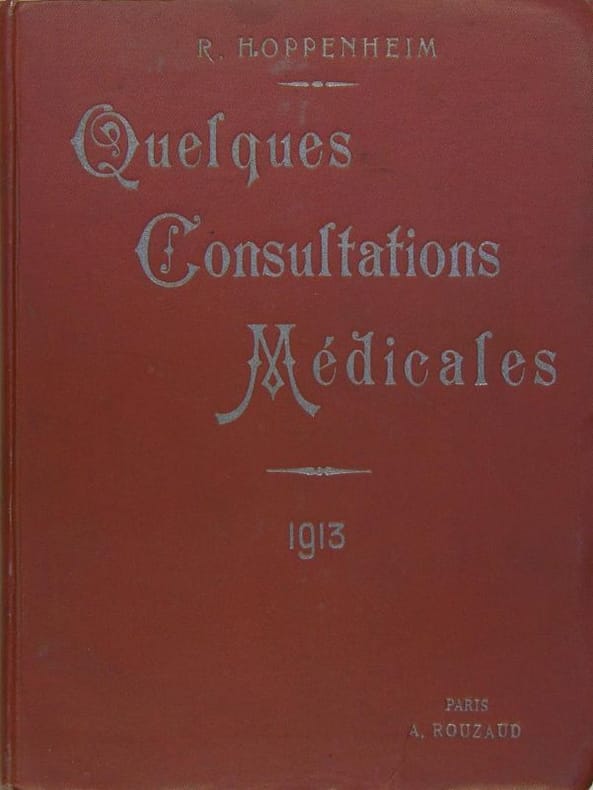 R. HOPPENHEIM
Quelques
Consultations
Médicales
1913
PARIS
A. ROUZAUD